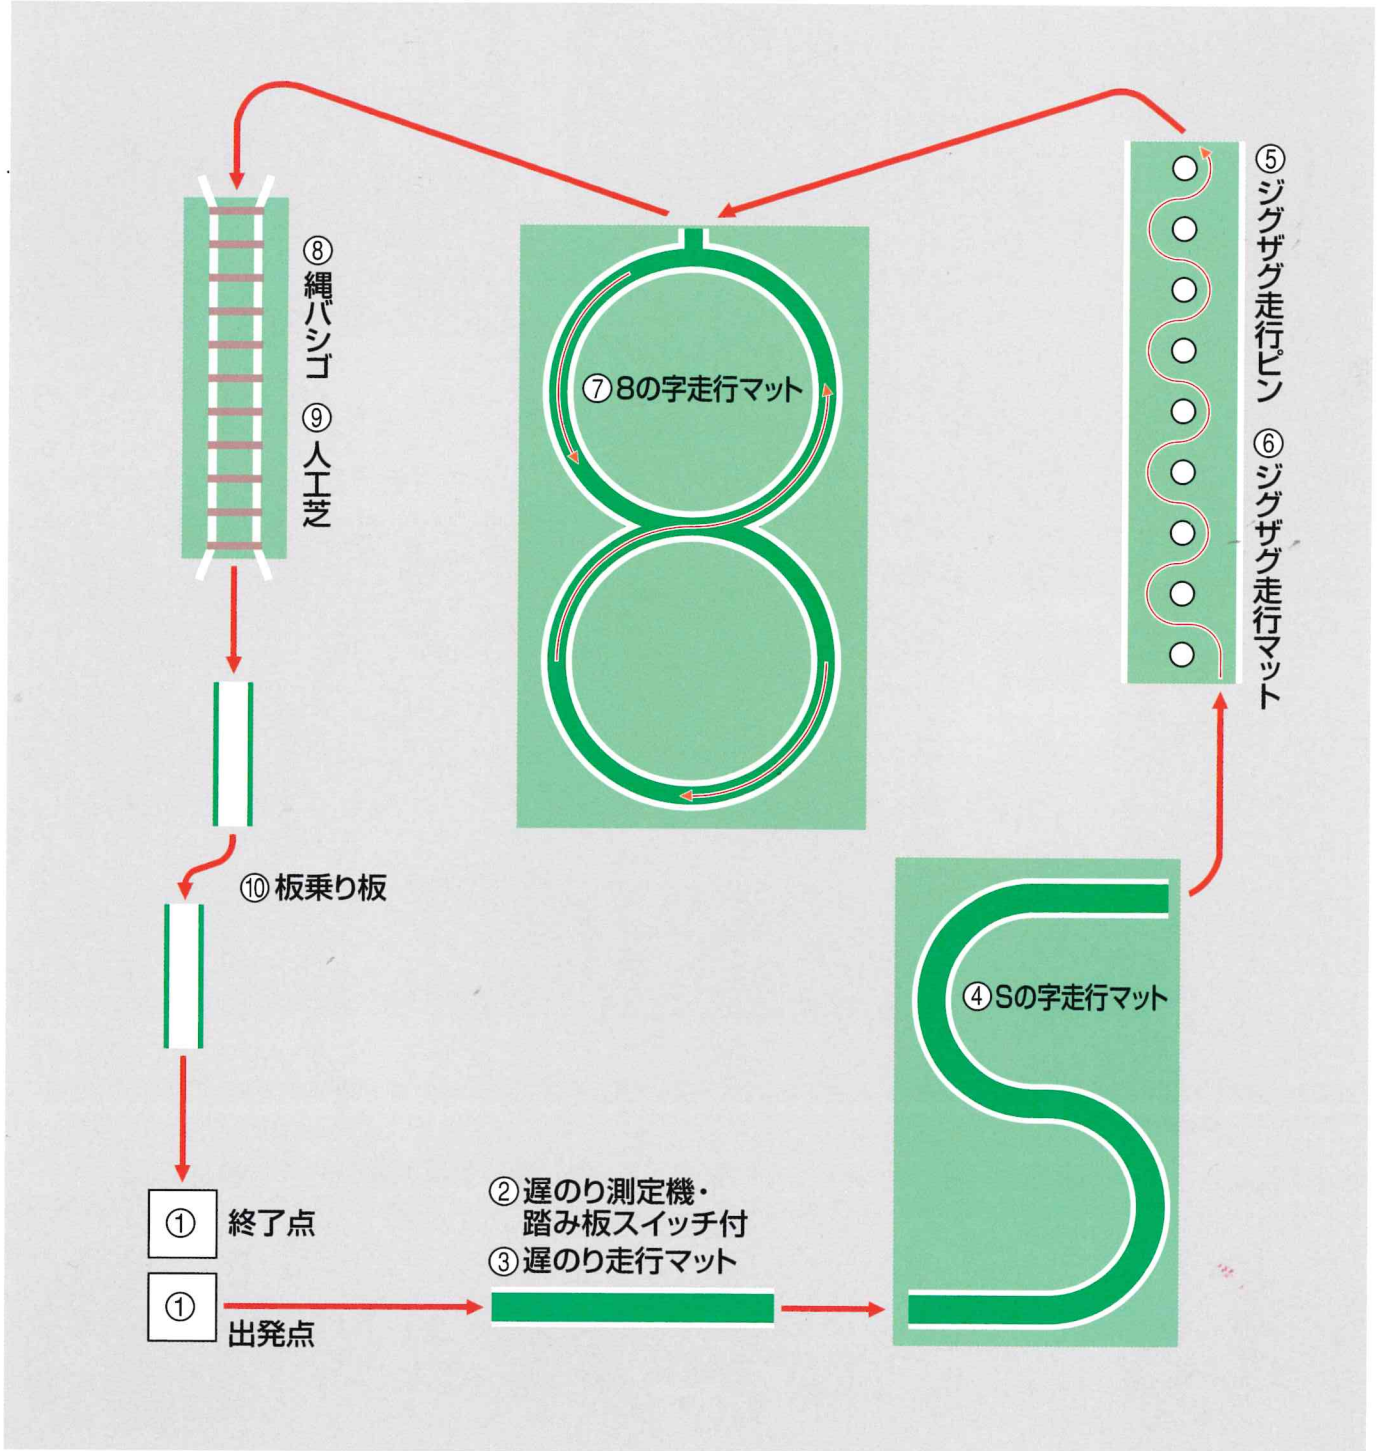 ⑤ジグザグ走行ピン ⑥ジグザグ走行マット
⑧縄バシゴ ⑨人工芝
⑦8の字走行マット
⑩板乗り板
④Sの字走行マット
②遅のり測定機・
踏み板スイッチ付
③遅のり走行マット
① 終了点
①
出発点